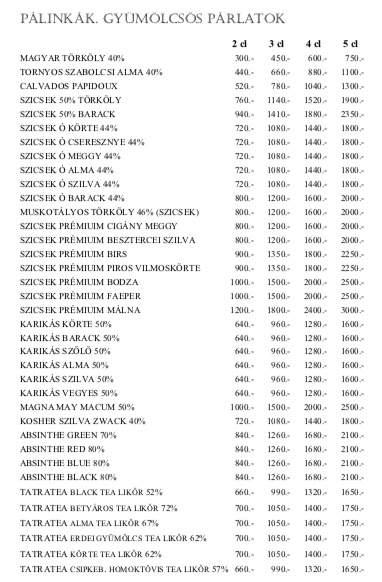 PÁLINKÁK. GYÜMÖLCSÖS PÁRLATOK
2 cl 3 cl 4 cl 5 cl
MAGYAR TÖRKÖLY 40% 300.- 450.- 600.- 750.-
TORNYOS SZABOLCSI ALMA 40% 440.- 660.- 880.- 1100.-
CALVADOS PAPIDOUX 520.- 780.- 1040.- 1300.-
SZICSEK 50% TÖRKÖLY 760.- 1140.- 1520.- 1900.-
SZICSEK 50% BARACK 940.- 1410.- 1880.- 2350.-
SZICSEK Ó KÖRTE 44% 720.- 1080.- 1440.- 1800.-
SZICSEK Ó CSERESZNYE 44% 720.- 1080.- 1440.- 1800.-
SZICSEK Ó MEGGY 44% 720.- 1080.- 1440.- 1800.-
SZICSEK Ó ALMA 44% 720.- 1080.- 1440.- 1800.-
SZICSEK Ó SZILVA 44% 720.- 1080.- 1440.- 1800.-
SZICSEK Ó BARACK 44% 800.- 1200.- 1600.- 2000.-
MUSKOTÁLYOS TÖRKÖLY 46% (SZICSEK) 800.- 1200.- 1600.- 2000.-
SZICSEK PRÉMIUIM CIGÁNY MEGGY 800.- 1200.- 1600.- 2000.-
SZICSEK PRÉMIUIM BESZTERCEI SZILVA 900.- 1200.- 1600.- 2000.-
SZICSEK PRÉMIUIM BIRS 900.- 1350.- 1800.- 2250.-
SZICSEK PRÉMIUIM PIROS VILMOSKÖRTE 900.- 1350.- 1800.- 2250.-
SZICSEK PRÉMIUIM BODZA 1000.- 1500.- 2000.- 2500.-
SZICSEK PRÉMIUIM FAEPER 1000.- 1500.- 2000.- 2500.-
SZICSEK PRÉMIUIM MÁLNA 1200.- 1800.- 2400.- 3000.-
KARIKÁS KÖRTE 50% 640.- 960.- 1280.- 1600.-
KARIKÁS BARACK 50% 640.- 960.- 1280.- 1600.-
KARIKÁS SZŐLŐ 50% 640.- 960.- 1280.- 1600.-
KARIKÁS ALMA 50% 640.- 960.- 1280.- 1600.-
KARIKÁS SZILVA 50% 640.- 960.- 1280.- 1600.-
KARIKÁS VEGYES 50% 640.- 960.- 1280.- 1600.-
MAGNA MAY MACUM 50% 1000.- 1500.- 2000.- 2500.-
KOSHER SZILVA ZWACK 40% 720.- 1080.- 1440.- 1800.-
ABSINTHE GREEN 70% 840.- 1260.- 1680.- 2100.-
ABSINTHE RED 80% 840.- 1260.- 1680.- 2100.-
ABSINTHE BLUE 80% 840.- 1260.- 1680.- 2100.-
ABSINTHE BLACK 80% 840.- 1260.- 1680.- 2100.-
TATRATEA BLACK TEA LIKŐR 52% 660.- 990.- 1320.- 1650.-
TATRATEA BETYÁROS TEA LIKŐR 72% 700.- 1050.- 1400.- 1750.-
TATRATEA ALMA TEA LIKŐR 67% 700.- 1050.- 1400.- 1750.-
TATRATEA ERDEI GYÜMÖLCS TEA LIKŐR 62% 700.- 1050.- 1400.- 1750.-
TATRATEA KÖRTE TEA LIKŐR 62% 700.- 1050.- 1400.- 1750.-
TATRATEA CSIPKEB. HOMOKTÖVIS TEA LIKŐR 57% 660.- 990.- 1320.- 1650.-